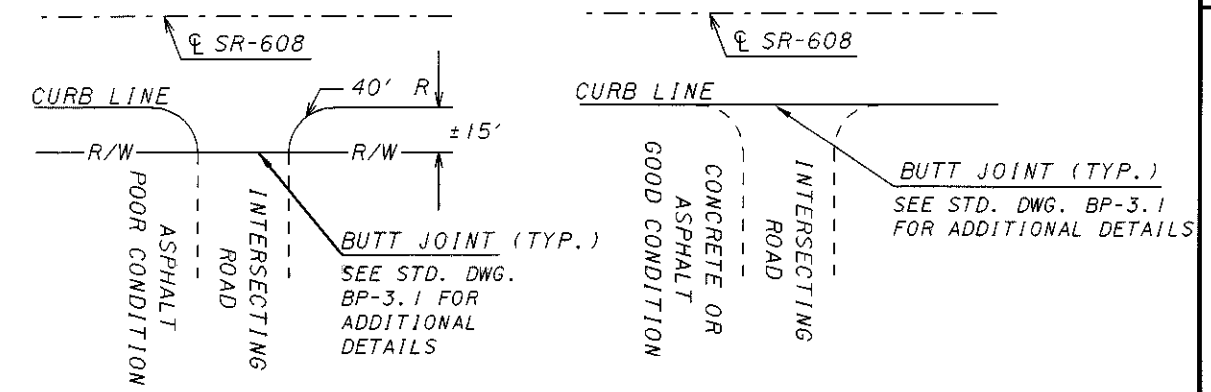 ℄ SR-608
CURB LINE
40' R
±15'
R/W
R/W
POOR CONDITION
ASPHALT
INTERSECTING
ROAD
BUTT JOINT (TYP.)
SEE STD. DWG.
BP-3.1 FOR
ADDITIONAL
DETAILS
℄ SR-608
CURB LINE
GOOD CONDITION
CONCRETE OR
ASPHALT
INTERSECTING
ROAD
BUTT JOINT (TYP.)
SEE STD. DWG. BP-3.1
FOR ADDITIONAL DETAILS